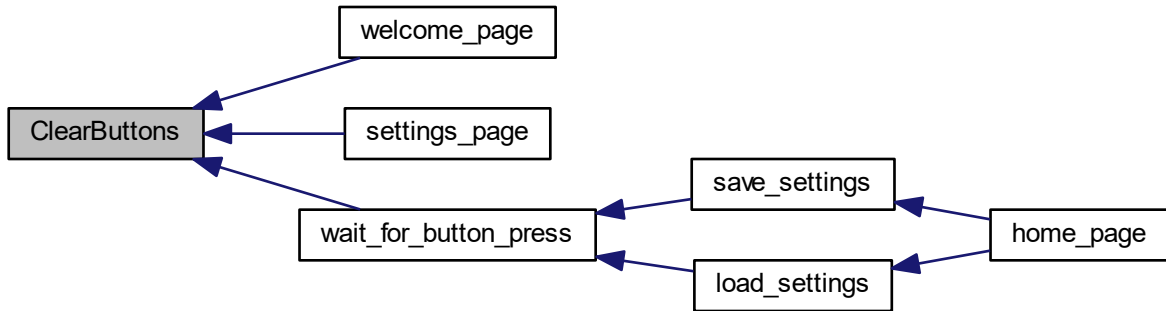 welcome_page
ClearButtons
settings_page
save_settings
wait_for_button_press
home_page
load_settings